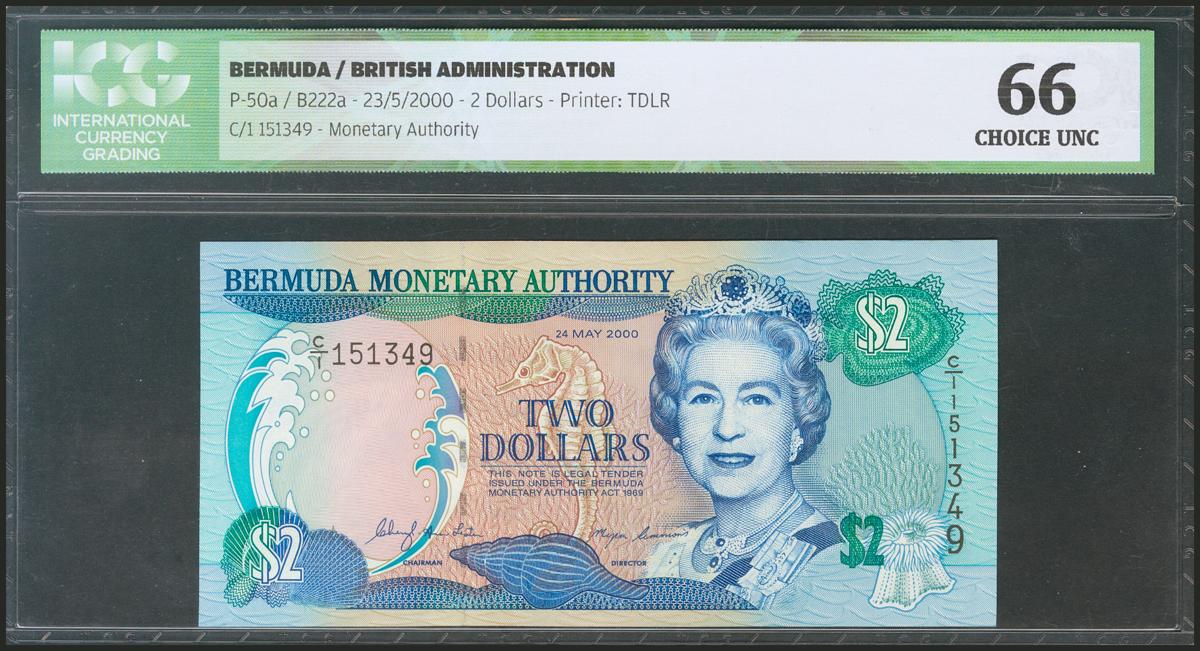 ICG
INTERNATIONAL
CURRENCY
GRADING
BERMUDA / BRITISH ADMINISTRATION
P-50a / B222a - 23/5/2000 - 2 Dollars - Printer: TDLR
C/1 151349 - Monetary Authority
66
CHOICE UNC
BERMUDA MONETARY AUTHORITY
$2
24 MAY 2000
C/1 151349
TWO
DOLLARS
THIS NOTE IS LEGAL TENDER
ISSUED UNDER THE BERMUDA
MONETARY AUTHORITY ACT 1969
C/1 151349
$2
$2
CHAIRMAN
DIRECTOR